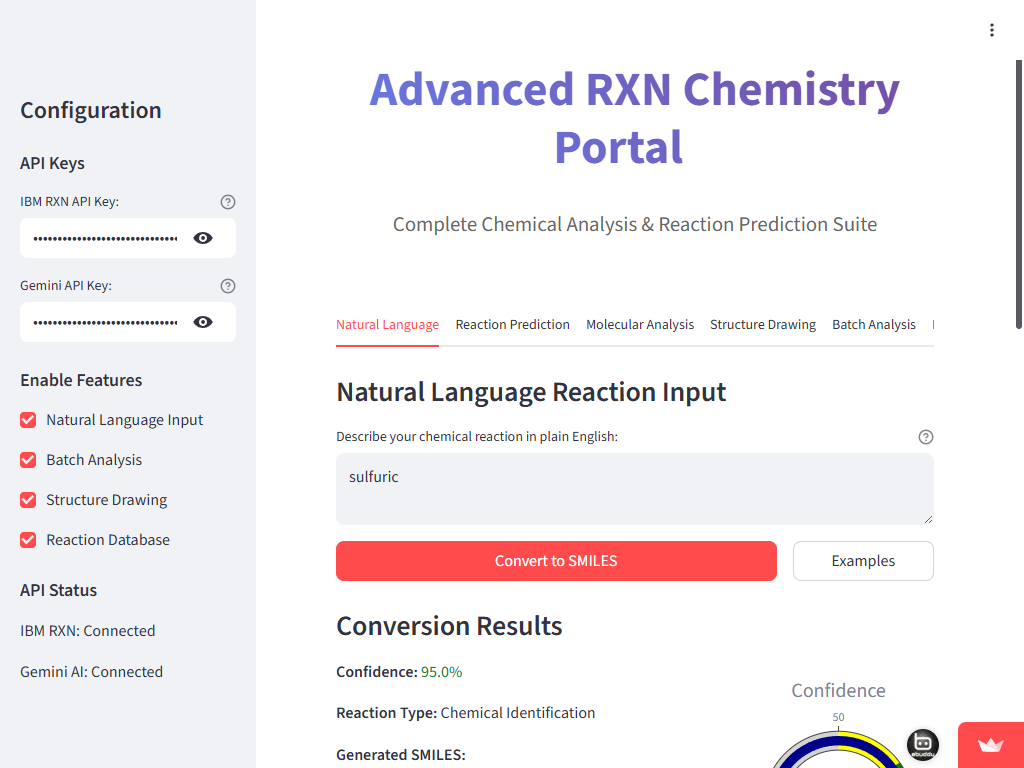 Configuration
API Keys
IBM RXN API Key:
Gemini API Key:
Enable Features
Natural Language Input
Batch Analysis
Structure Drawing
Reaction Database
API Status
IBM RXN: Connected
Gemini AI: Connected
Advanced RXN Chemistry
Portal
Complete Chemical Analysis & Reaction Prediction Suite
Natural Language Reaction Prediction Molecular Analysis Structure Drawing Batch Analysis
Natural Language Reaction Input
Describe your chemical reaction in plain English:
sulfuric
Convert to SMILES Examples
Conversion Results
Confidence: 95.0%
Reaction Type: Chemical Identification
Generated SMILES:
Confidence
50
abuddu